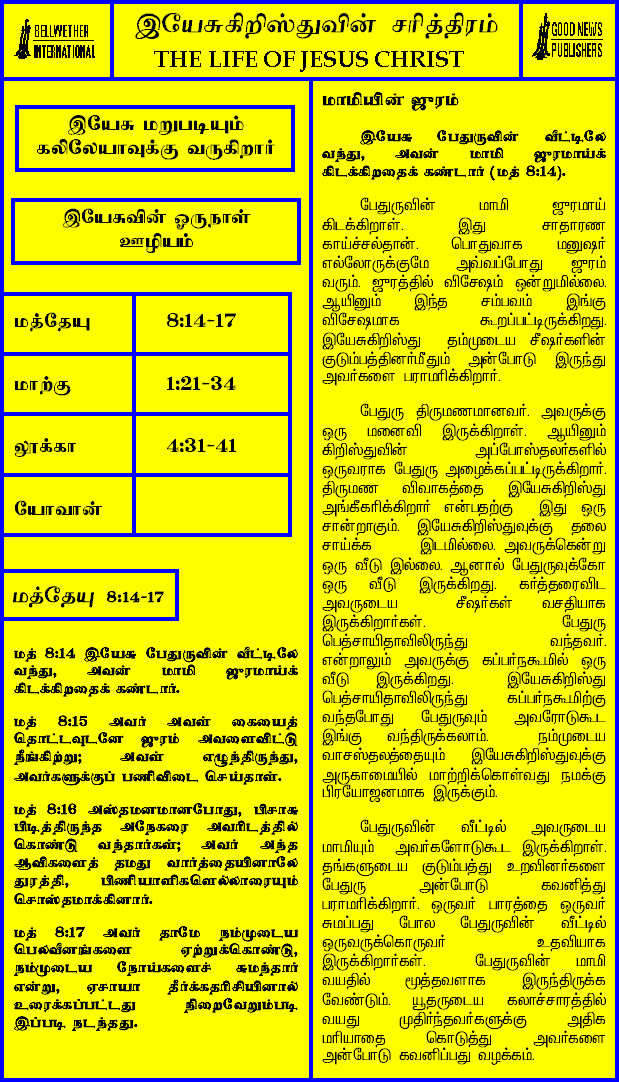 BELLWETHER
INTERNATIONAL
இயேசுகிறிஸ்துவின் சரித்திரம்
THE LIFE OF JESUS CHRIST
GOOD NEWS
PUBLISHERS
இயேசு மறுபடியும்
கலிலேயாவுக்கு வருகிறார்
இயேசுவின் ஒருநாள்
ஊழியம்
மத்தேயு 8:14-17
மாற்கு 1:21-34
லூக்கா 4:31-41
யோவான்
மத்தேயு 8:14-17
மத் 8:14 இயேசு பேதுருவின் வீட்டிலே
வந்து, அவன் மாமி ஜுரமாய்க்
கிடக்கிறதைக் கண்டார்.
மத் 8:15 அவர் அவள் கையைத்
தொட்டவுடனே ஜுரம் அவளைவிட்டு
நீங்கிற்று; அவள் எழுந்திருந்து,
அவர்களுக்குப் பணிவிடை செய்தாள்.
மத் 8:16 அஸ்தமனமானபோது, பிசாசு
பிடித்திருந்த அநேகரை அவரிடத்தில்
கொண்டு வந்தார்கள்; அவர் அந்த
ஆவிகளைத் தமது வார்த்தையினாலே
துரத்தி, பிணியாளிகளெல்லாரையும்
சொஸ்தமாக்கினார்.
மத் 8:17 அவர் தாமே நம்முடைய
பெலவீனங்களை ஏற்றுக்கொண்டு,
நம்முடைய நோய்களைச் சுமந்தார்
என்று, ஏசாயா தீர்க்கதரிசியினால்
உரைக்கப்பட்டது நிறைவேறும்படி
இப்படி நடந்தது.
மாமியின் ஜுரம்
இயேசு பேதுருவின் வீட்டிலே
வந்து, அவன் மாமி ஜுரமாய்க்
கிடக்கிறதைக் கண்டார் (மத் 8:14).
பேதுருவின் மாமி ஜுரமாய்
கிடக்கிறாள். இது சாதாரண
காய்ச்சல்தான். பொதுவாக மனுஷர்
எல்லோருக்குமே அவ்வப்போது ஜுரம்
வரும். ஜுரத்தில் விசேஷம் ஒன்றுமில்லை.
ஆயினும் இந்த சம்பவம் இங்கு
விசேஷமாக கூறப்பட்டிருக்கிறது.
இயேசுகிறிஸ்து தம்முடைய சீஷர்களின்
குடும்பத்தினர்மீதும் அன்போடு இருந்து
அவர்களை பராமரிக்கிறார்.
பேதுரு திருமணமானவர். அவருக்கு
ஒரு மனைவி இருக்கிறாள். ஆயினும்
கிறிஸ்துவின் அப்போஸ்தலர்களில்
ஒருவராக பேதுரு அழைக்கப்பட்டிருக்கிறார்.
திருமண விவாகத்தை இயேசுகிறிஸ்து
அங்கீகரிக்கிறார் என்பதற்கு இது ஒரு
சான்றாகும். இயேசுகிறிஸ்துவுக்கு தலை
சாய்க்க இடமில்லை. அவருக்கென்று
ஒரு வீடு இல்லை. ஆனால் பேதுருவுக்கோ
ஒரு வீடு இருக்கிறது. கர்த்தரைவிட
அவருடைய சீஷர்கள் வசதியாக
இருக்கிறார்கள். பேதுரு
பெத்சாயிதாவிலிருந்து வந்தவர்.
என்றாலும் அவருக்கு கப்பர்நகூமில் ஒரு
வீடு இருக்கிறது. இயேசுகிறிஸ்து
பெத்சாயிதாவிலிருந்து கப்பர்நகூமிற்கு
வந்தபோது பேதுருவும் அவரோடுகூட
இங்கு வந்திருக்கலாம். நம்முடைய
வாசஸ்தலத்தையும் இயேசுகிறிஸ்துவுக்கு
அருகாமையில் மாற்றிக்கொள்வது நமக்கு
பிரயோஜனமாக இருக்கும்.
பேதுருவின் வீட்டில் அவருடைய
மாமியும் அவர்களோடுகூட இருக்கிறாள்.
தங்களுடைய குடும்பத்து உறவினர்களை
பேதுரு அன்போடு கவனித்து
பராமரிக்கிறார். ஒருவர் பாரத்தை ஒருவர்
சுமப்பது போல பேதுருவின் வீட்டில்
ஒருவருக்கொருவர் உதவியாக
இருக்கிறார்கள். பேதுருவின் மாமி
வயதில் மூத்தவளாக இருந்திருக்க
வேண்டும். யூதருடைய கலாச்சாரத்தில்
வயது முதிர்ந்தவர்களுக்கு அதிக
மரியாதை கொடுத்து அவர்களை
அன்போடு கவனிப்பது வழக்கம்.